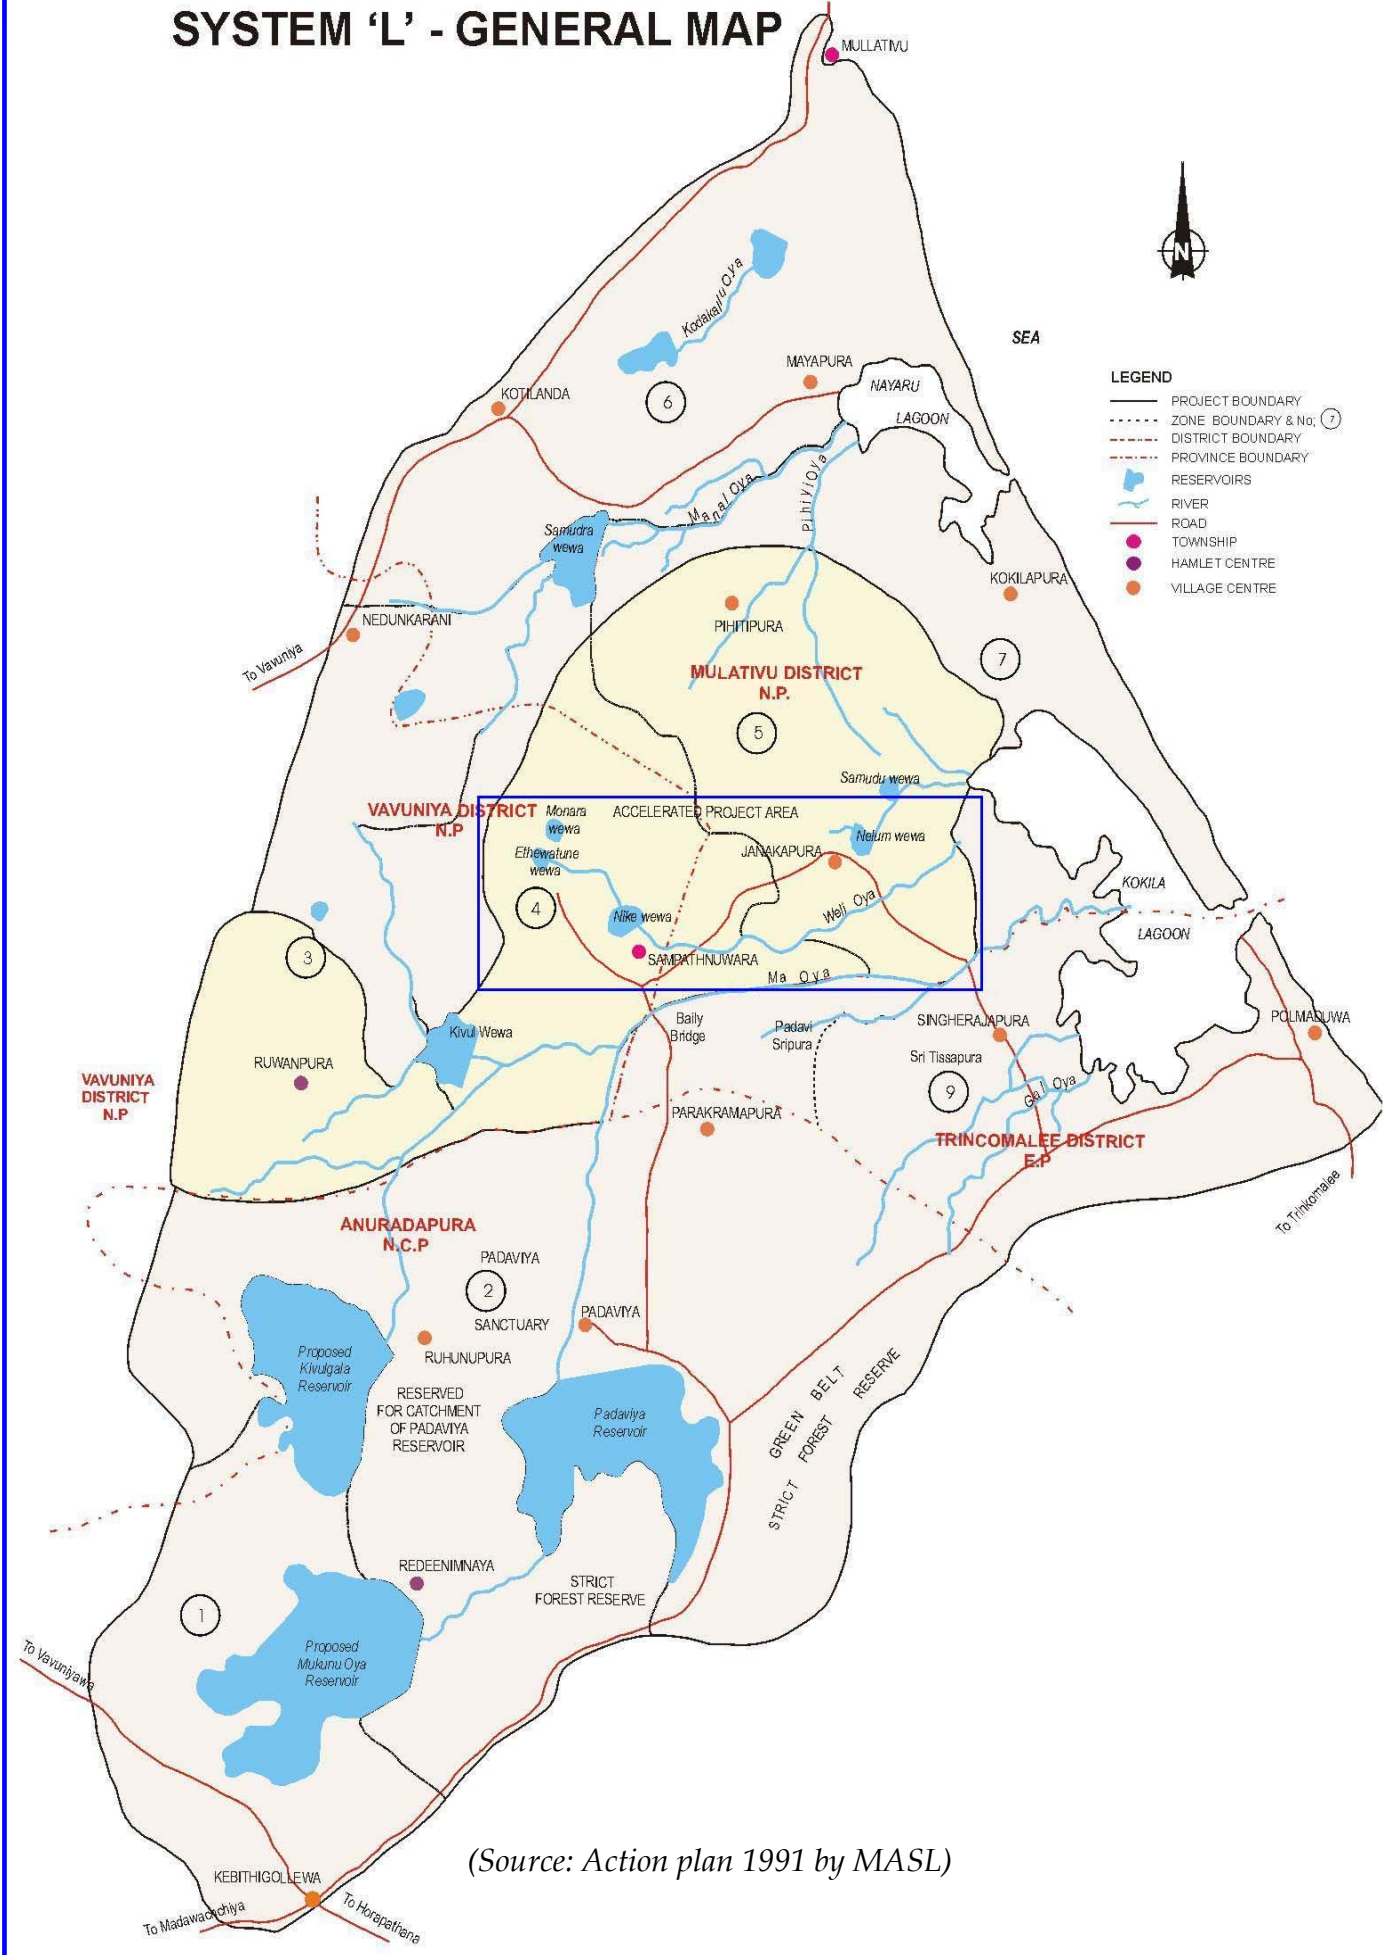 SYSTEM ‘L’ - GENERAL MAP
MULLATIVU
N
Kodakallu Oya
SEA
MAYAPURA
NAYARU
LAGOON
KOTILANDA
6
LEGEND
PROJECT BOUNDARY
ZONE BOUNDARY & No; 7
DISTRICT BOUNDARY
PROVINCE BOUNDARY
RESERVOIRS
RIVER
ROAD
TOWNSHIP
HAMLET CENTRE
VILLAGE CENTRE
Manal Oya
Pihiyi Oya
Samudra
wewa
KOKILAPURA
NEDUNKARANI
To Vavuniya
PIHITIPURA
7
MULATIVU DISTRICT
N.P.
5
Samudu wewa
VAVUNIYA DISTRICT
N.P
Monara
wewa
ACCELERATED PROJECT AREA
Nelum wewa
Ethewatune
wewa
JANAKAPURA
KOKILA
LAGOON
4
Nike wewa
Weli Oya
3
SAMPATHNUWARA
Ma Oya
Kivul Wewa
Baily
Bridge
Padavi
Sripura
SINGHERAJAPURA
POLMADUWA
RUWANPURA
Sri Tissapura
9
Gal Oya
VAVUNIYA
DISTRICT
N.P
PARAKRAMAPURA
TRINCOMALEE DISTRICT
E.P
To Trinkomalee
ANURADAPURA
N.C.P
PADAVIYA
2
SANCTUARY
PADAVIYA
RUHUNUPURA
Proposed
Kivulgala
Reservoir
RESERVED
FOR CATCHMENT
OF PADAVIYA
RESERVOIR
Padaviya
Reservoir
GREEN BELT
STRICT FOREST RESERVE
REDEENIMNAYA
STRICT
FOREST RESERVE
1
Proposed
Mukunu Oya
Reservoir
To Vavuniyawa
(Source: Action plan 1991 by MASL)
KEBITHIGOLLEWA
To Madawachchiya
To Horapathana